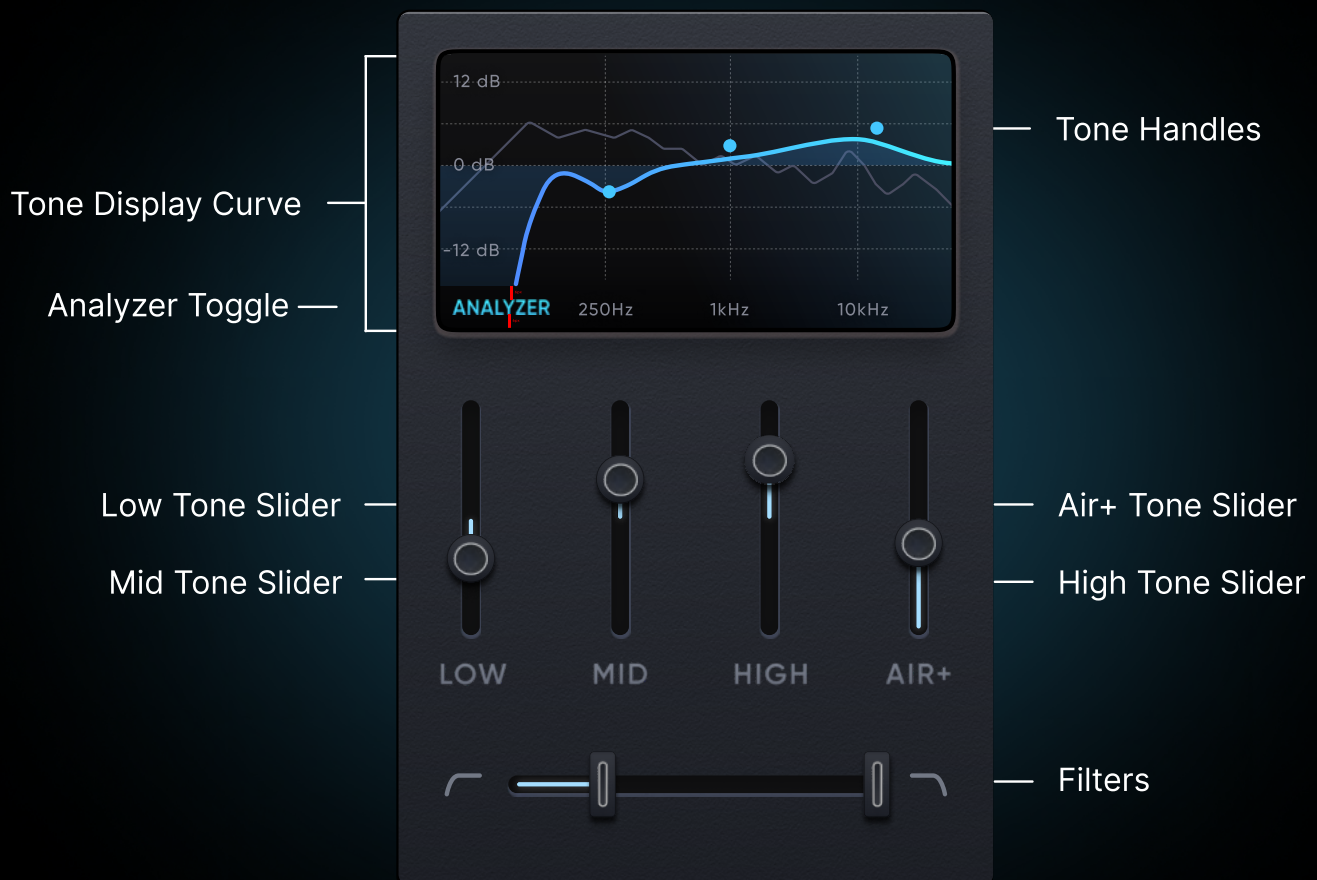 12 dB
Tone Handles
0 dB
Tone Display Curve
-12 dB
Analyzer Toggle
ANALYZER 250Hz 1kHz 10kHz
Low Tone Slider
Air+ Tone Slider
Mid Tone Slider
High Tone Slider
LOW MID HIGH AIR+
Filters